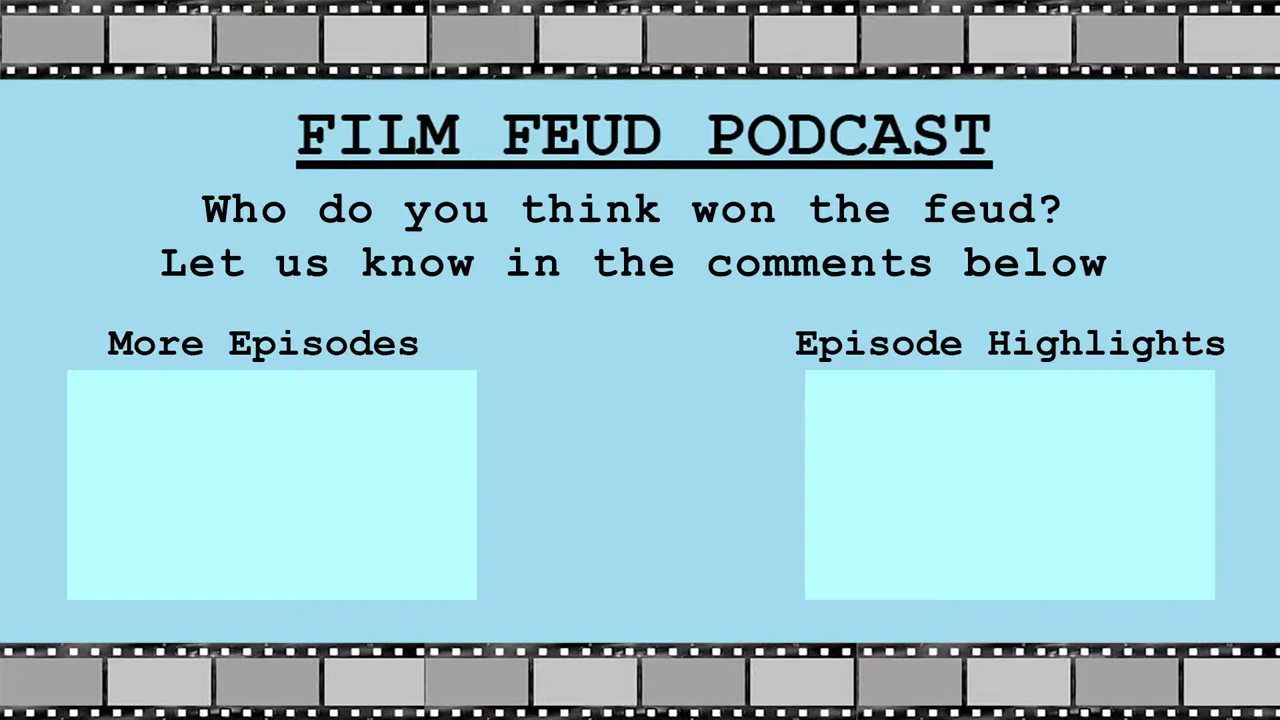 FILM FEUD PODCAST
Who do you think won the feud?
Let us know in the comments below
More Episodes
Episode Highlights